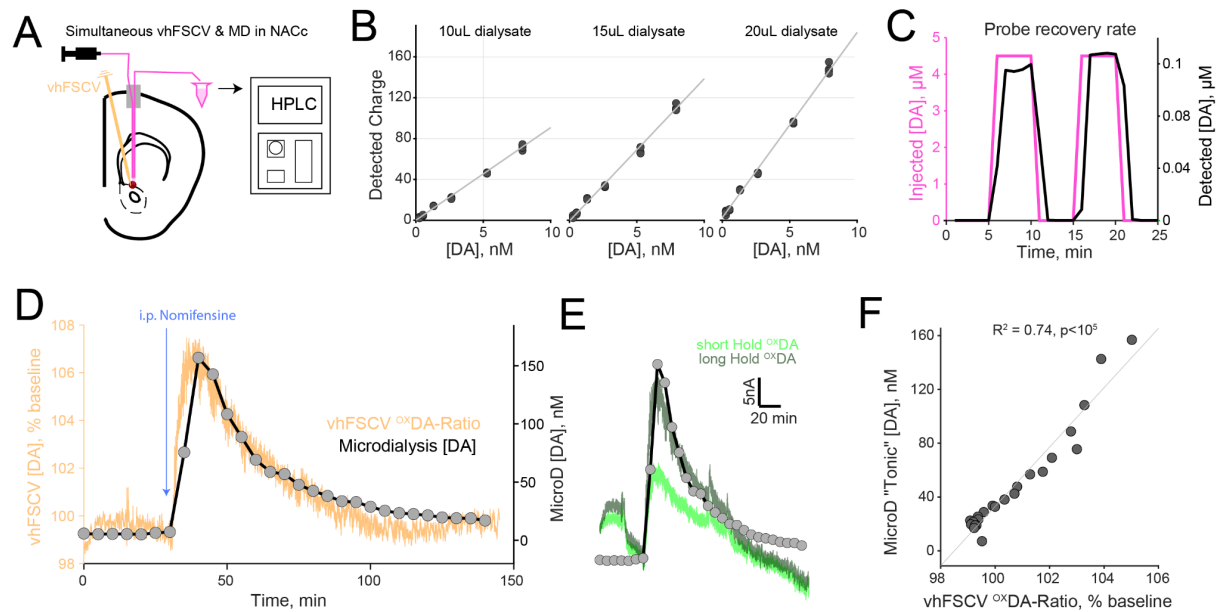 A
Simultaneous vhFSCV & MD in NACc
vhFSCV
HPLC
B
10uL dialysate
15uL dialysate
20uL dialysate
Detected Charge
160
120
80
40
0
0 5 10
0 5 10
0 5 10
[DA], nM
[DA], nM
[DA], nM
C
Probe recovery rate
Injected [DA], µM
5
4
3
2
1
0
Detected [DA], µM
0.1
0.08
0.04
0
0 5 10 15 20 25
Time, min
D
i.p. Nomifensine
vhFSCV [DA], % baseline
108
106
104
102
100
98
vhFSCV OXDA-Ratio
Microdialysis [DA]
MicroD [DA], nM
150
100
50
0
0 50 100 150
Time, min
E
short Hold OXDA
long Hold OXDA
5nA
20 min
F
R² = 0.74, p<10⁵
MicroD "Tonic" [DA], nM
160
120
80
40
0
98 100 102 104 106
vhFSCV OXDA-Ratio, % baseline